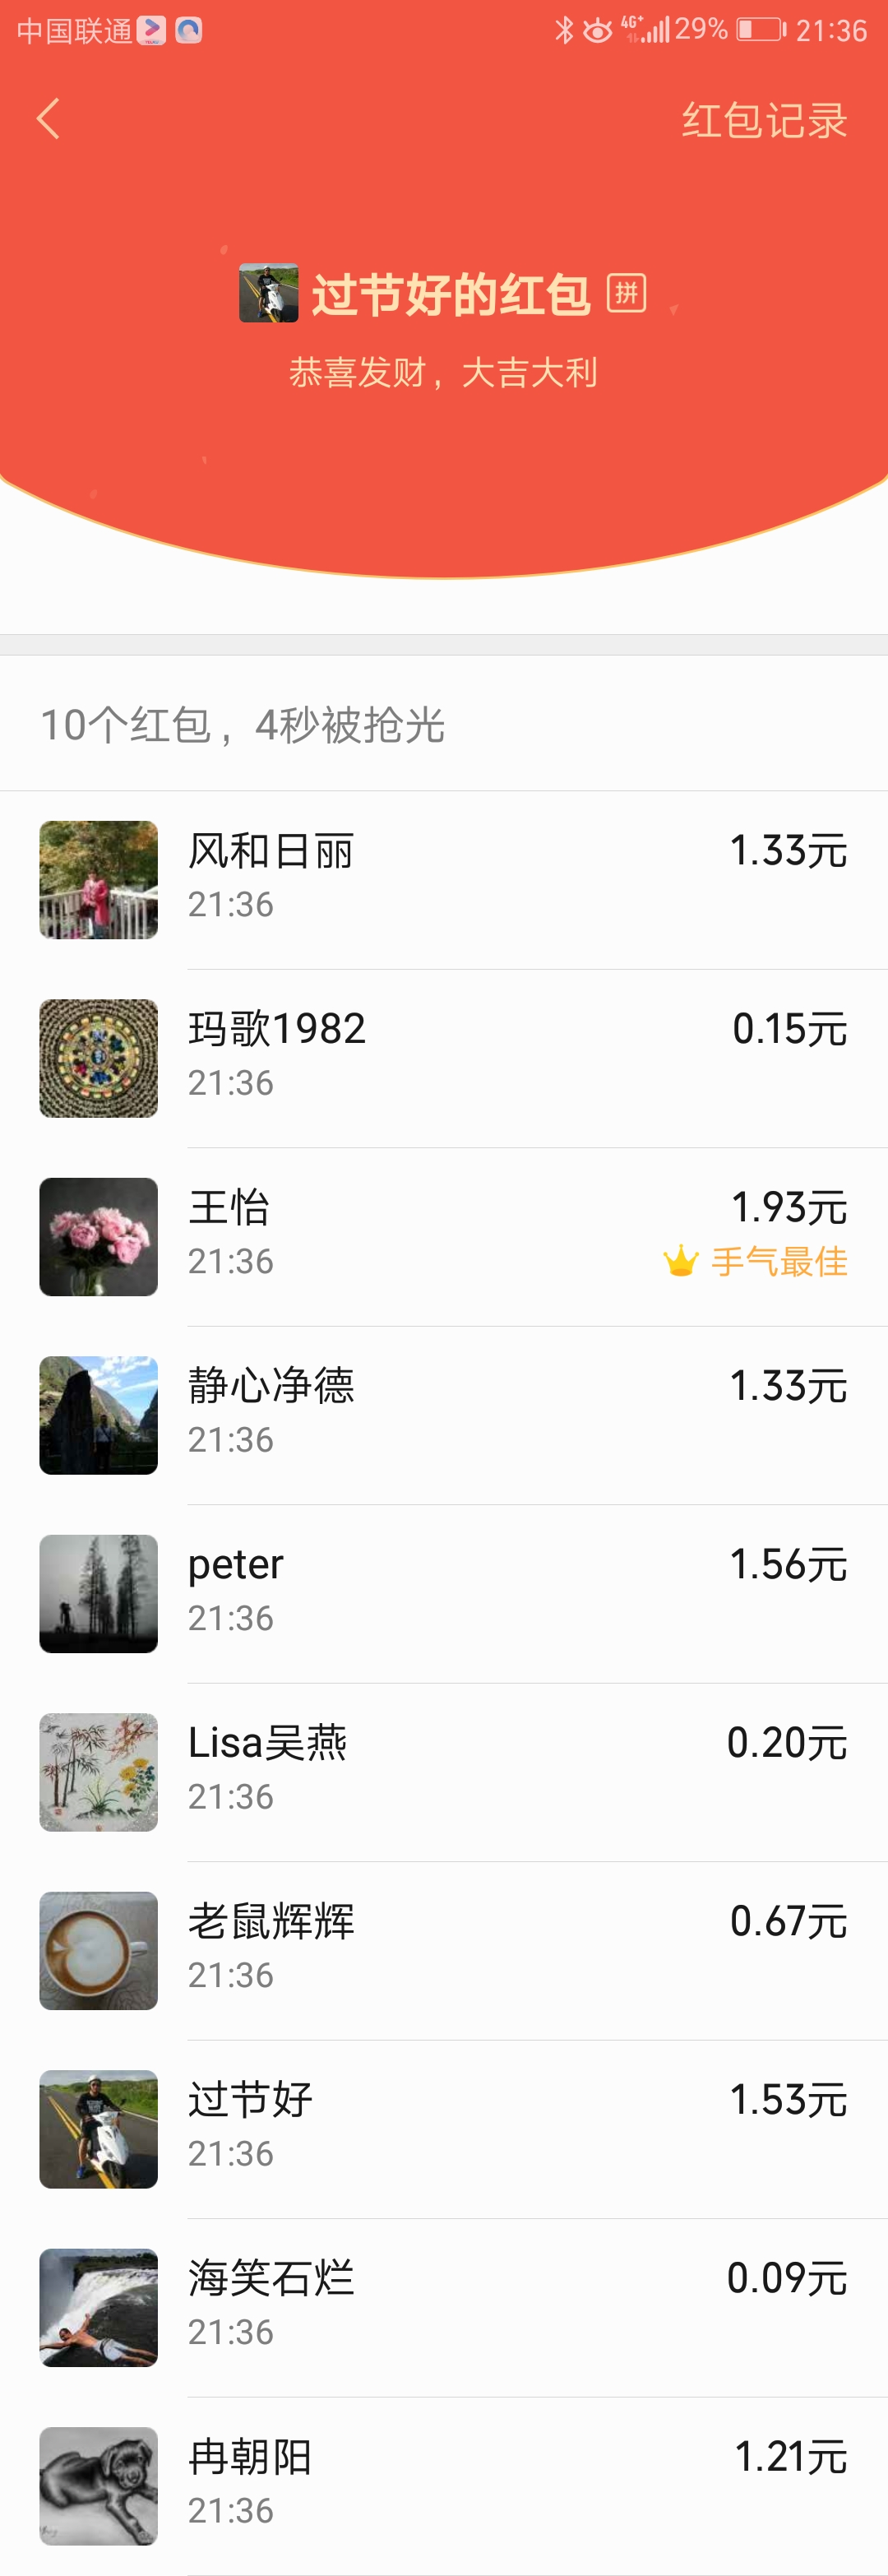 中国联通 4G+ 29% 21:36
红包记录
过节好的红包 拼
恭喜发财，大吉大利
10个红包，4秒被抢光
风和日丽 1.33元
21:36
玛歌1982 0.15元
21:36
王怡 1.93元
21:36 手气最佳
静心净德 1.33元
21:36
peter 1.56元
21:36
Lisa吴燕 0.20元
21:36
老鼠辉辉 0.67元
21:36
过节好 1.53元
21:36
海笑石烂 0.09元
21:36
冉朝阳 1.21元
21:36